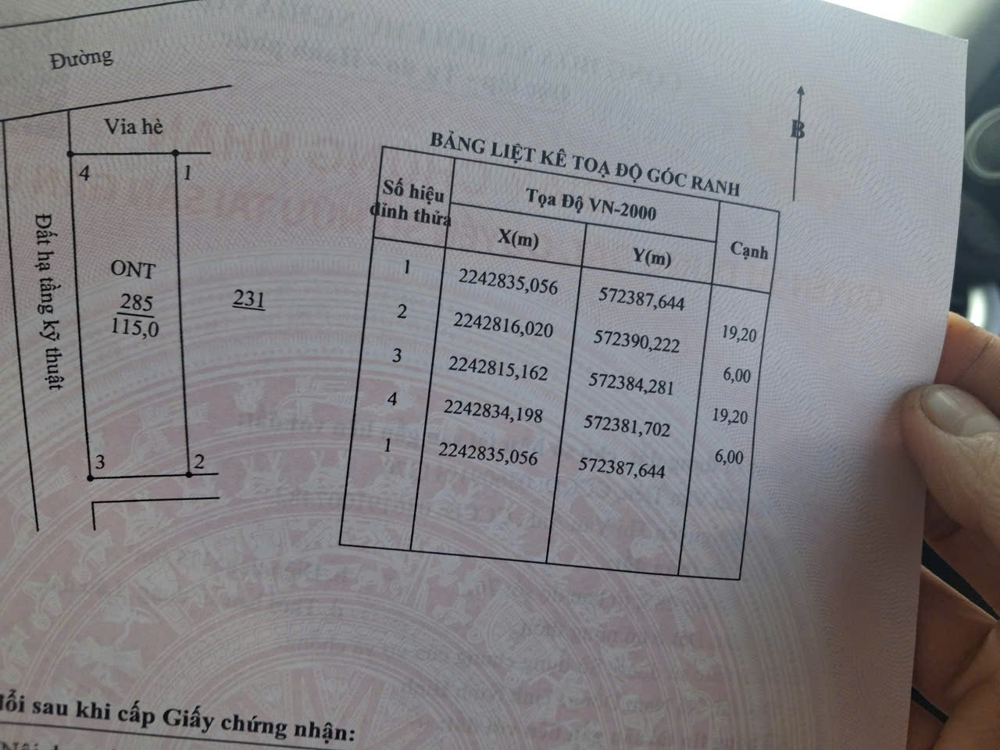 Đường
Vỉa hè
4
1
Đất hạ tầng kỹ thuật
ONT
285
115,0
231
3
2
B
BẢNG LIỆT KÊ TOẠ ĐỘ GÓC RANH
Số hiệu đỉnh thửa
Tọa Độ VN-2000
Cạnh
X(m)
Y(m)
1 2242835,056 572387,644
19,20
2 2242816,020 572390,222
6,00
3 2242815,162 572384,281
19,20
4 2242834,198 572381,702
6,00
1 2242835,056 572387,644
sau khi cấp Giấy chứng nhận: